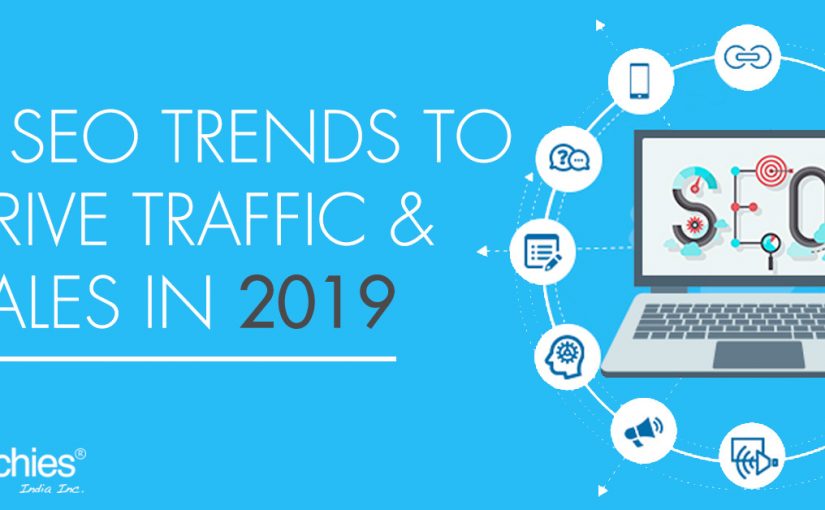 SEO TRENDS TO
RIVE TRAFFIC &
ALES IN 2019
chies®
India Inc.
SEO